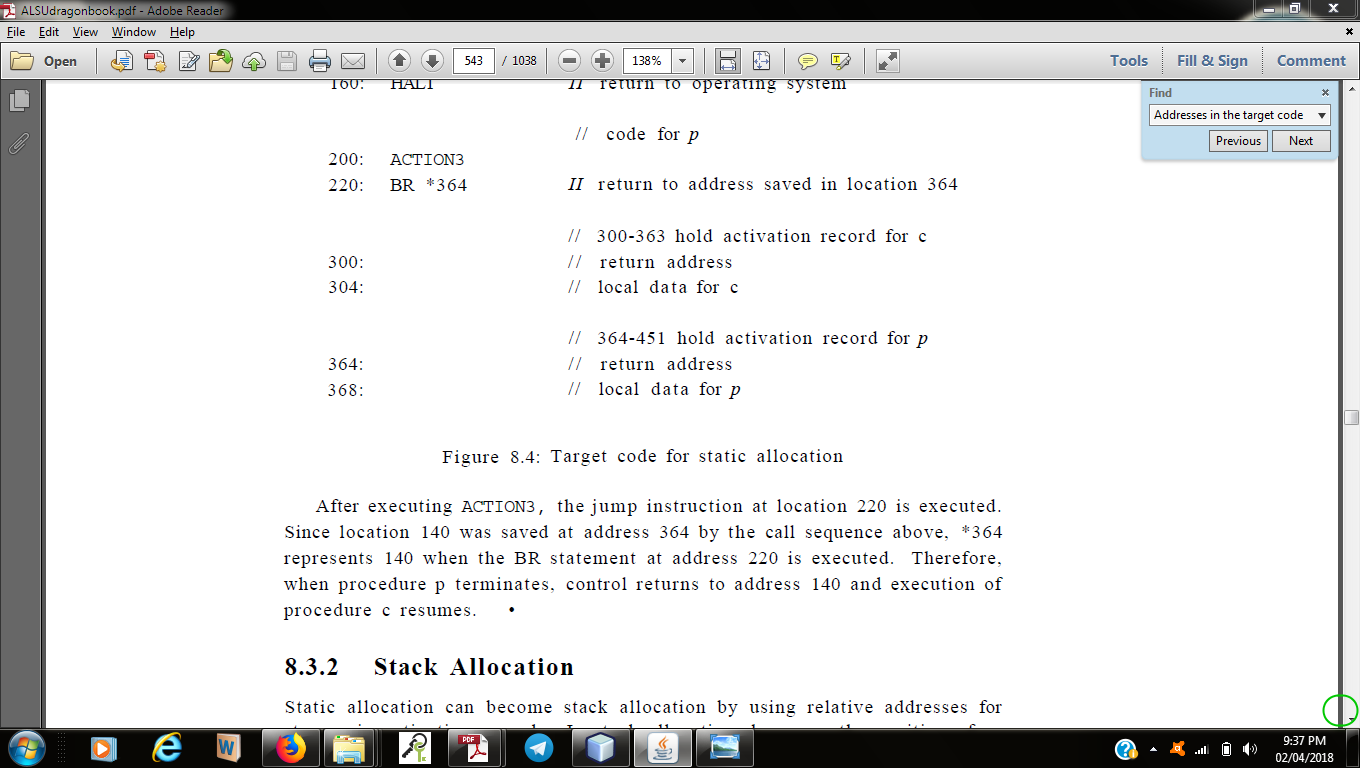 ALSUdragonbook.pdf - Adobe Reader
File Edit View Window Help
Open 543 / 1038 138% Tools Fill & Sign Comment
Find
Addresses in the target code
Previous Next
160: HALT II return to operating system
// code for p
200: ACTION3
220: BR *364 II return to address saved in location 364
// 300-363 hold activation record for c
300: // return address
304: // local data for c
// 364-451 hold activation record for p
364: // return address
368: // local data for p
Figure 8.4: Target code for static allocation
After executing ACTION3, the jump instruction at location 220 is executed.
Since location 140 was saved at address 364 by the call sequence above, *364
represents 140 when the BR statement at address 220 is executed. Therefore,
when procedure p terminates, control returns to address 140 and execution of
procedure c resumes. •
8.3.2 Stack Allocation
Static allocation can become stack allocation by using relative addresses for
9:37 PM
02/04/2018